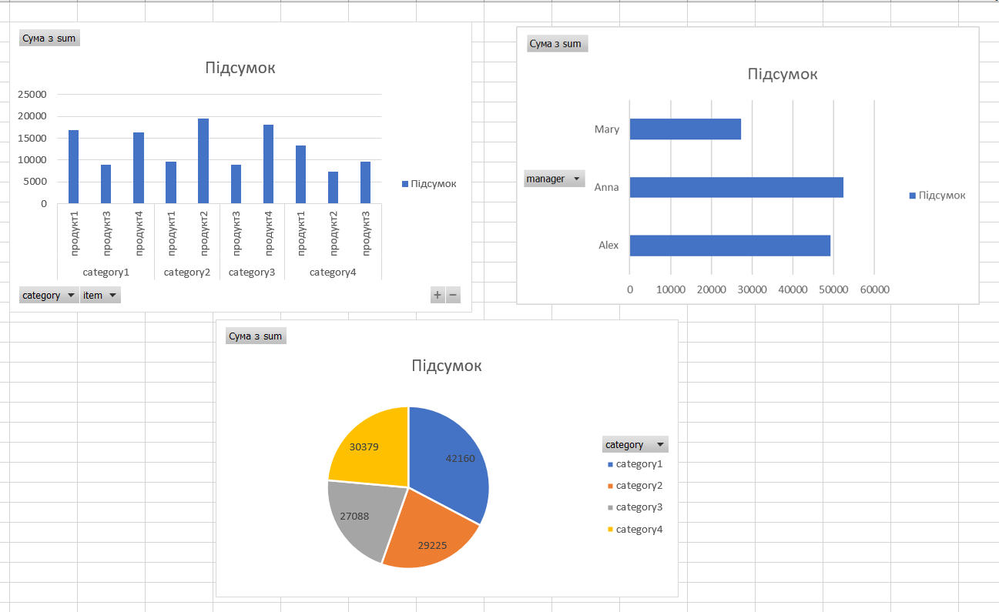 Сума з sum
Підсумок
25000
20000
15000
10000
5000
0
продукт1
продукт3
продукт4
продукт1
продукт2
продукт3
продукт4
продукт1
продукт2
продукт3
category1
category2
category3
category4
Підсумок
category
item
+
−
Сума з sum
Підсумок
manager
Mary
Anna
Alex
0
10000
20000
30000
40000
50000
60000
Підсумок
Сума з sum
Підсумок
30379
42160
27088
29225
category
category1
category2
category3
category4